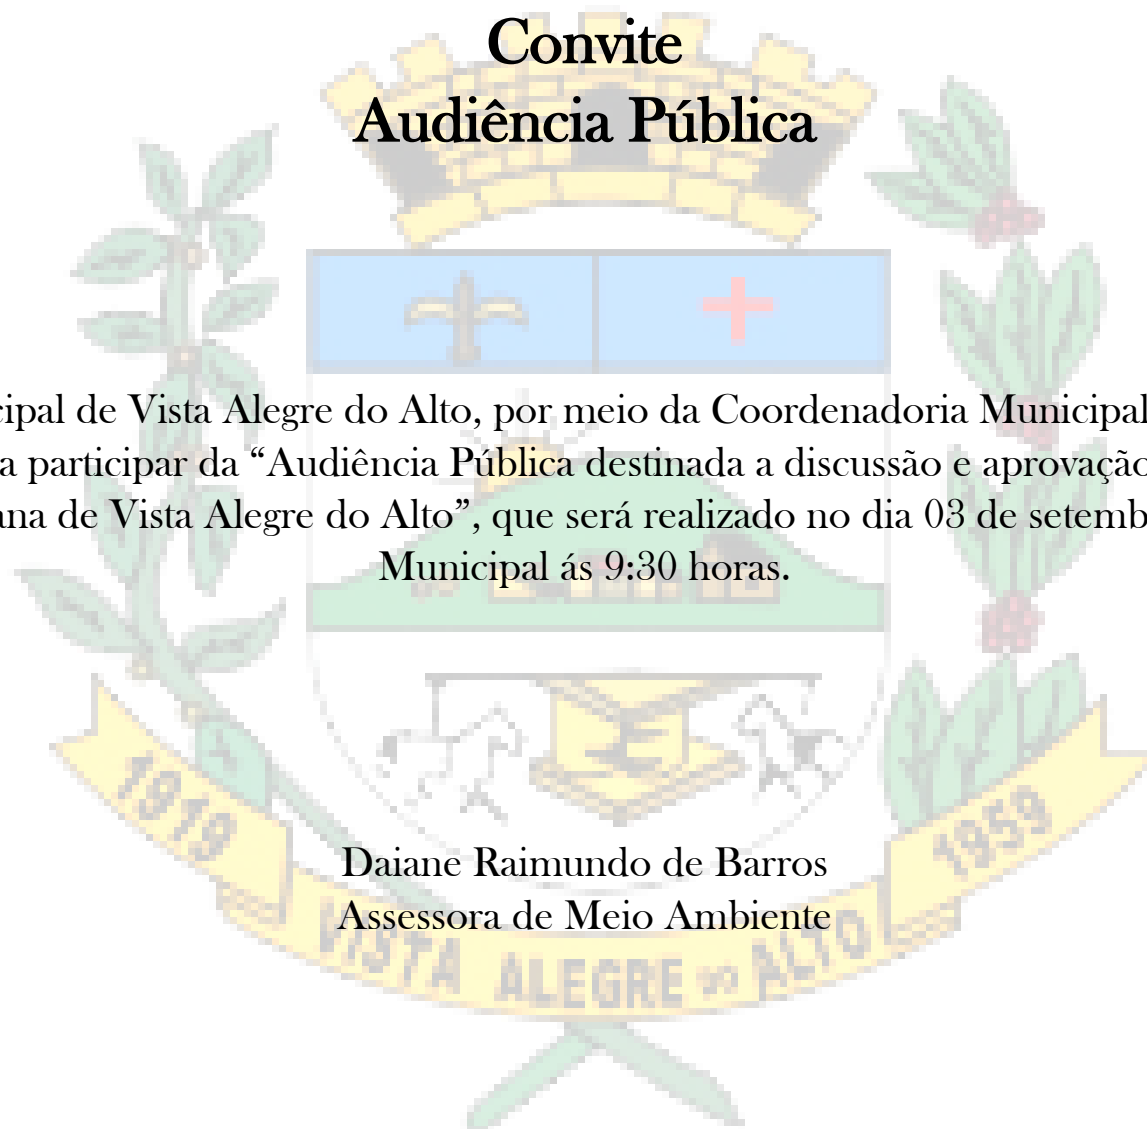 Convite
Audiência Pública
cipal de Vista Alegre do Alto, por meio da Coordenadoria Municipal
a participar da “Audiência Pública destinada a discussão e aprovação
ana de Vista Alegre do Alto”, que será realizado no dia 03 de setemb
Municipal ás 9:30 horas.
1919
1959
Daiane Raimundo de Barros
Assessora de Meio Ambiente
VISTA ALEGRE DO ALTO